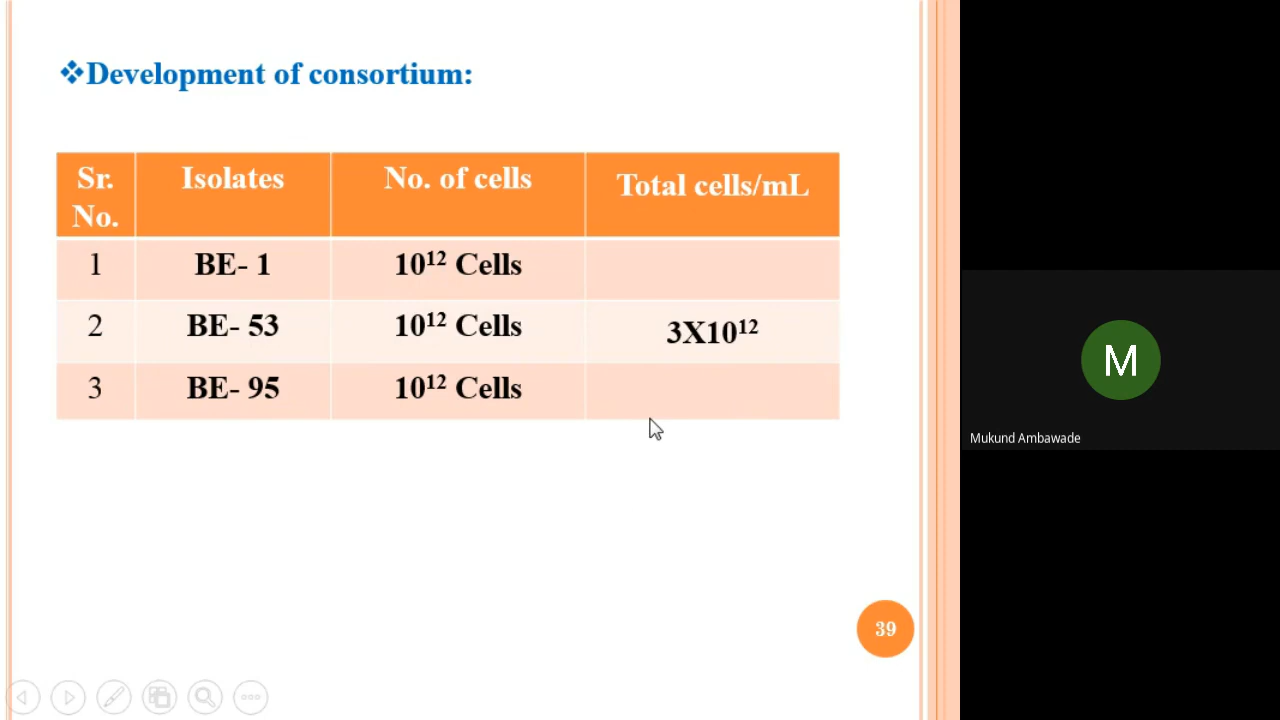 ❖Development of consortium:
Sr. No. Isolates No. of cells Total cells/mL
1 BE- 1 10¹² Cells
2 BE- 53 10¹² Cells 3X10¹²
3 BE- 95 10¹² Cells
39
M
Mukund Ambawade